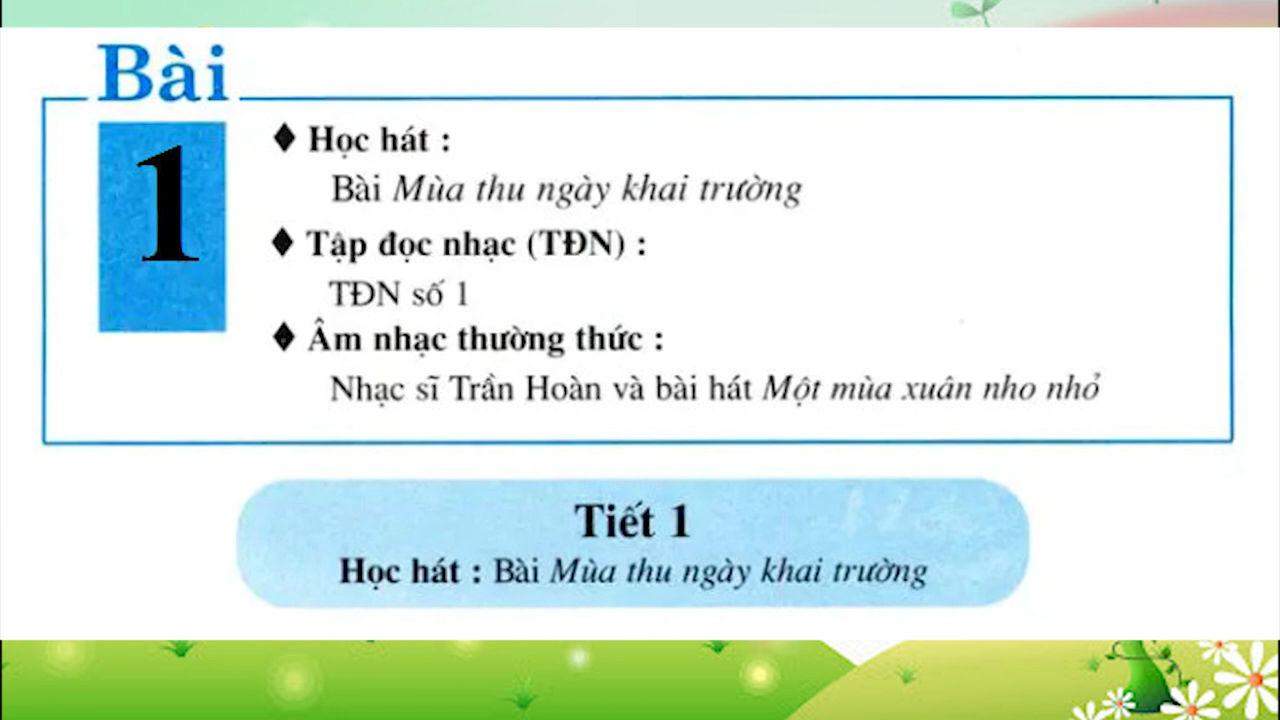 Bài
1
♦ Học hát :
Bài Mùa thu ngày khai trường
♦ Tập đọc nhạc (TĐN) :
TĐN số 1
♦ Âm nhạc thường thức :
Nhạc sĩ Trần Hoàn và bài hát Một mùa xuân nho nhỏ
Tiết 1
Học hát : Bài Mùa thu ngày khai trường